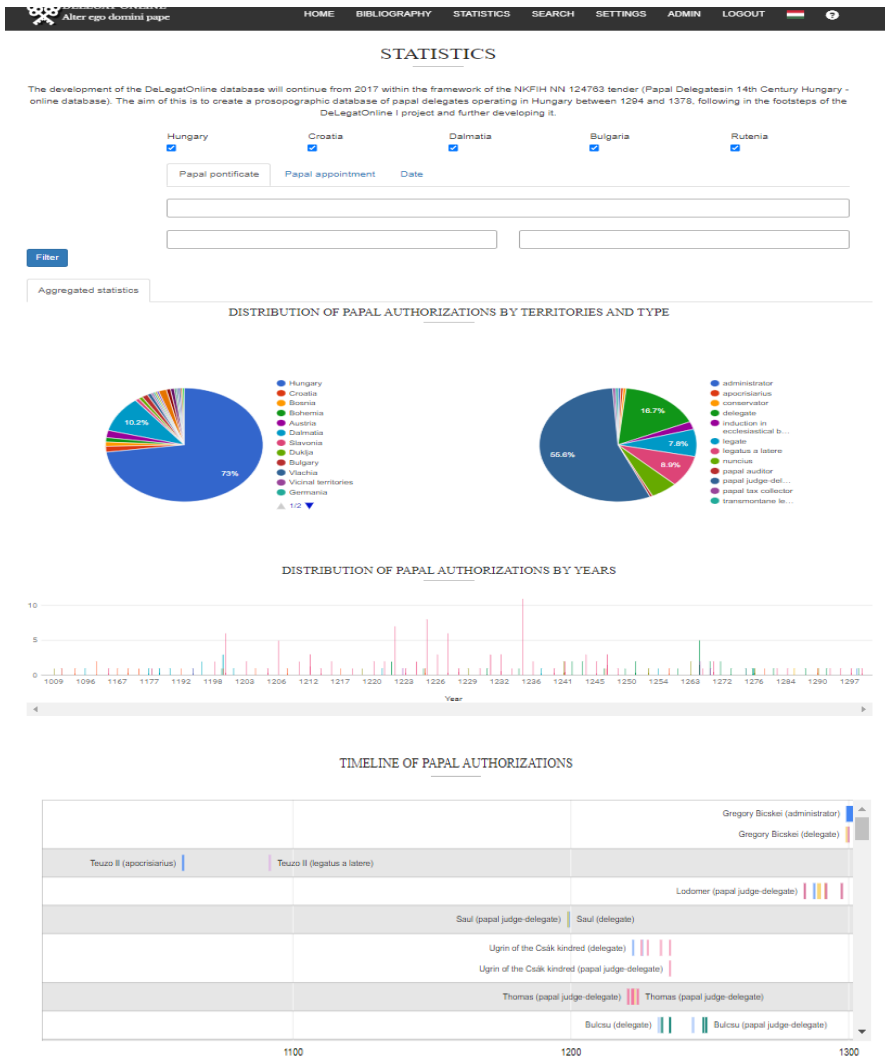 DELEGAT ONLINE
Alter ego domini pape
HOME BIBLIOGRAPHY STATISTICS SEARCH SETTINGS ADMIN LOGOUT ?
STATISTICS
The development of the DeLegatOnline database will continue from 2017 within the framework of the NKFIH NN 124763 tender (Papal Delegatesin 14th Century Hungary -
online database). The aim of this is to create a prosopographic database of papal delegates operating in Hungary between 1294 and 1378, following in the footsteps of the
DeLegatOnline I project and further developing it.
Hungary Croatia Dalmatia Bulgaria Rutenia
Papal pontificate Papal appointment Date
Filter
Aggregated statistics
DISTRIBUTION OF PAPAL AUTHORIZATIONS BY TERRITORIES AND TYPE
10.2%
73%
Hungary
Croatia
Bosnia
Bohemia
Austria
Dalmatia
Slavonia
Duklja
Bulgary
Vlachia
Vicinal territories
Germania
1/2
16.7%
7.8%
8.9%
55.6%
administrator
apocrisiarius
conservator
delegate
induction in
ecclesiastical b...
legate
legatus a latere
nuncius
papal auditor
papal judge-del...
papal tax collector
transmontane le...
DISTRIBUTION OF PAPAL AUTHORIZATIONS BY YEARS
10
5
0
1009 1096 1167 1177 1192 1198 1203 1206 1212 1217 1220 1223 1226 1229 1232 1236 1241 1245 1250 1254 1263 1272 1276 1284 1290 1297
Year
TIMELINE OF PAPAL AUTHORIZATIONS
Gregory Bicskei (administrator)
Gregory Bicskei (delegate)
Teuzo II (apocrisiarius) Teuzo II (legatus a latere)
Lodomer (papal judge-delegate)
Saul (papal judge-delegate) Saul (delegate)
Ugrin of the Csák kindred (delegate)
Ugrin of the Csák kindred (papal judge-delegate)
Thomas (papal judge-delegate) Thomas (papal judge-delegate)
Bulcsu (delegate) Bulcsu (papal judge-delegate)
1100 1200 1300